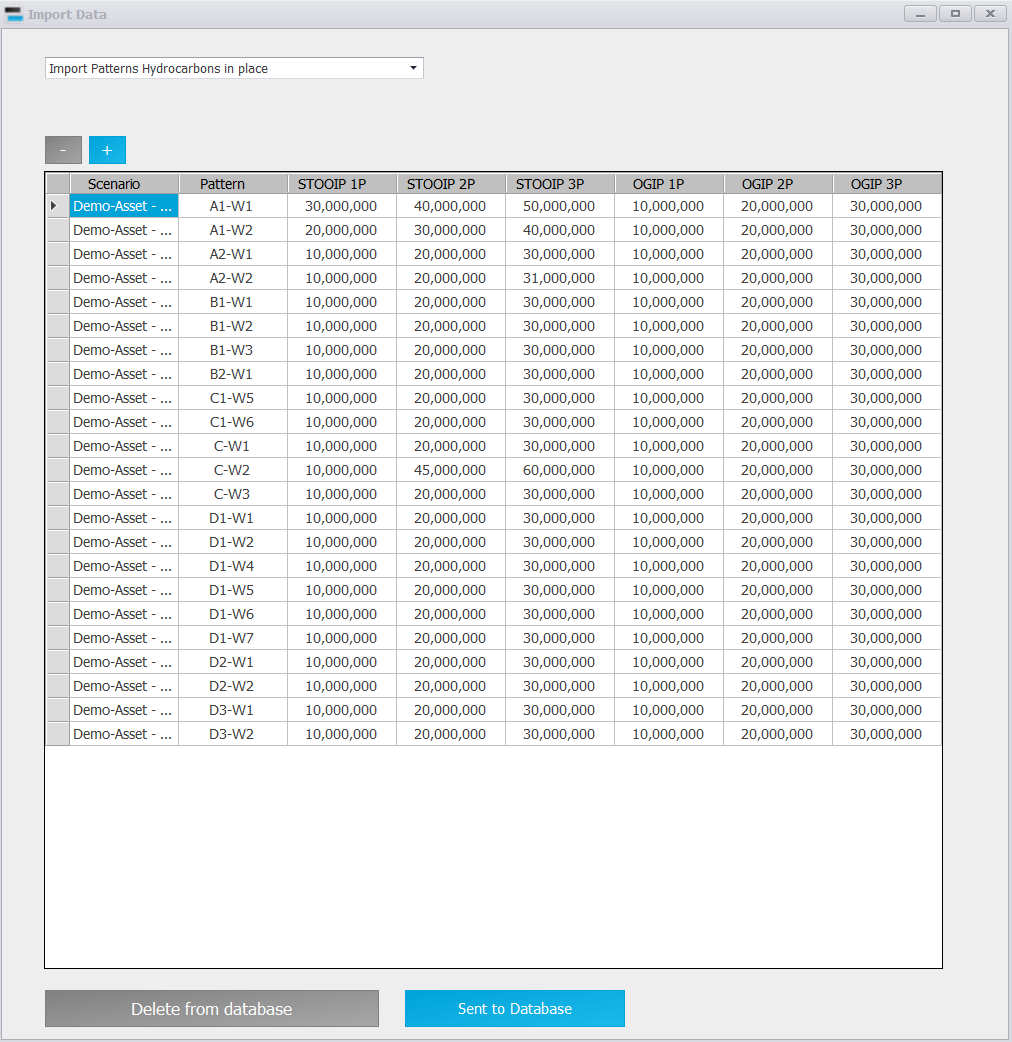 Import Data
Import Patterns Hydrocarbons in place
- +
Scenario Pattern STOOIP 1P STOOIP 2P STOOIP 3P OGIP 1P OGIP 2P OGIP 3P
Demo-Asset - ... A1-W1 30,000,000 40,000,000 50,000,000 10,000,000 20,000,000 30,000,000
Demo-Asset - ... A1-W2 20,000,000 30,000,000 40,000,000 10,000,000 20,000,000 30,000,000
Demo-Asset - ... A2-W1 10,000,000 20,000,000 30,000,000 10,000,000 20,000,000 30,000,000
Demo-Asset - ... A2-W2 10,000,000 20,000,000 31,000,000 10,000,000 20,000,000 30,000,000
Demo-Asset - ... B1-W1 10,000,000 20,000,000 30,000,000 10,000,000 20,000,000 30,000,000
Demo-Asset - ... B1-W2 10,000,000 20,000,000 30,000,000 10,000,000 20,000,000 30,000,000
Demo-Asset - ... B1-W3 10,000,000 20,000,000 30,000,000 10,000,000 20,000,000 30,000,000
Demo-Asset - ... B2-W1 10,000,000 20,000,000 30,000,000 10,000,000 20,000,000 30,000,000
Demo-Asset - ... C1-W5 10,000,000 20,000,000 30,000,000 10,000,000 20,000,000 30,000,000
Demo-Asset - ... C1-W6 10,000,000 20,000,000 30,000,000 10,000,000 20,000,000 30,000,000
Demo-Asset - ... C-W1 10,000,000 20,000,000 30,000,000 10,000,000 20,000,000 30,000,000
Demo-Asset - ... C-W2 10,000,000 45,000,000 60,000,000 10,000,000 20,000,000 30,000,000
Demo-Asset - ... C-W3 10,000,000 20,000,000 30,000,000 10,000,000 20,000,000 30,000,000
Demo-Asset - ... D1-W1 10,000,000 20,000,000 30,000,000 10,000,000 20,000,000 30,000,000
Demo-Asset - ... D1-W2 10,000,000 20,000,000 30,000,000 10,000,000 20,000,000 30,000,000
Demo-Asset - ... D1-W4 10,000,000 20,000,000 30,000,000 10,000,000 20,000,000 30,000,000
Demo-Asset - ... D1-W5 10,000,000 20,000,000 30,000,000 10,000,000 20,000,000 30,000,000
Demo-Asset - ... D1-W6 10,000,000 20,000,000 30,000,000 10,000,000 20,000,000 30,000,000
Demo-Asset - ... D1-W7 10,000,000 20,000,000 30,000,000 10,000,000 20,000,000 30,000,000
Demo-Asset - ... D2-W1 10,000,000 20,000,000 30,000,000 10,000,000 20,000,000 30,000,000
Demo-Asset - ... D2-W2 10,000,000 20,000,000 30,000,000 10,000,000 20,000,000 30,000,000
Demo-Asset - ... D3-W1 10,000,000 20,000,000 30,000,000 10,000,000 20,000,000 30,000,000
Demo-Asset - ... D3-W2 10,000,000 20,000,000 30,000,000 10,000,000 20,000,000 30,000,000
Delete from database Sent to Database